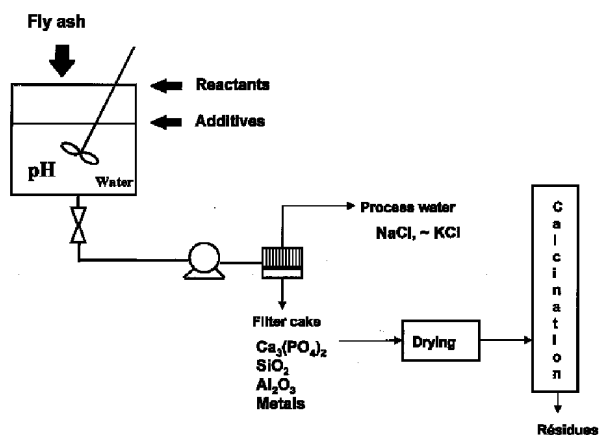 Fly ash
Reactants
Additives
pH
Water
Process water
NaCl, ~ KCl
Filter cake
Ca₃(PO₄)₂
SiO₂
Al₂O₃
Metals
Drying
Calcination
Résidues